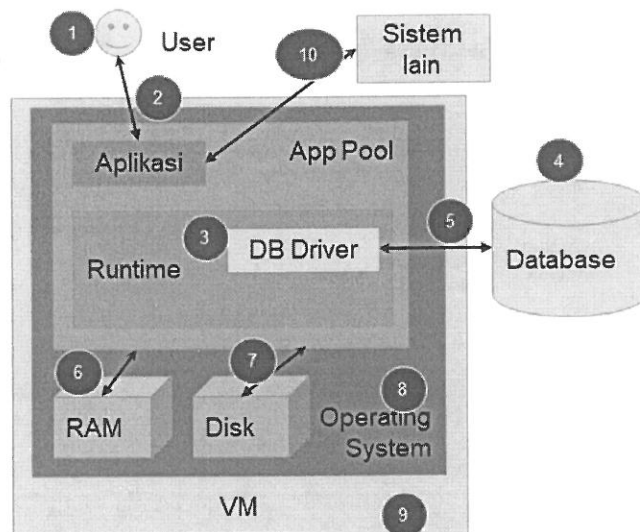 1
User
10
Sistem
lain
2
Aplikasi
App Pool
4
3
DB Driver
5
Runtime
Database
6
7
8
RAM
Disk
Operating
System
VM
9